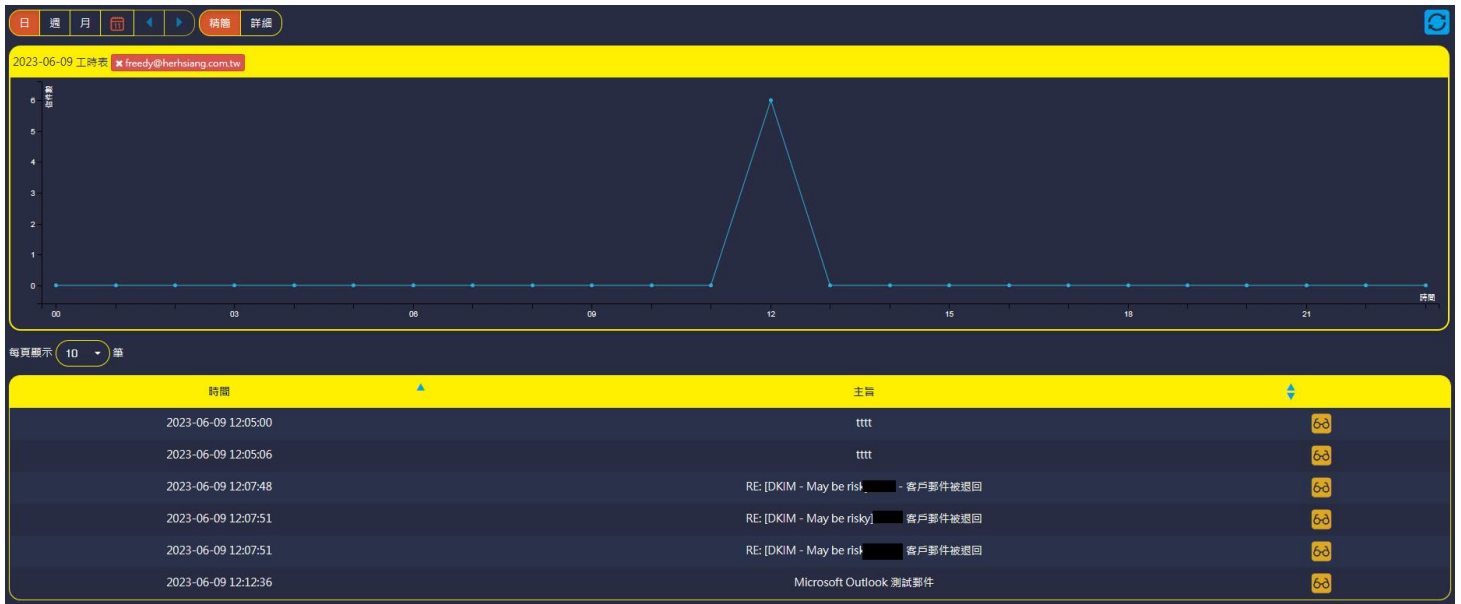 日 週 月 11 精簡 詳細
2023-06-09 工時表 × freedy@herhsiang.com.tw
信件數
6
5
4
3
2
1
0
時間
00 03 06 09 12 15 18 21
每頁顯示 10 筆
時間 主旨
2023-06-09 12:05:00 tttt
2023-06-09 12:05:06 tttt
2023-06-09 12:07:48 RE: [DKIM - May be - 客戶郵件被退回
2023-06-09 12:07:51 RE: [DKIM - May be risky] 客戶郵件被退回
2023-06-09 12:07:51 RE: [DKIM - May be 客戶郵件被退回
2023-06-09 12:12:36 Microsoft Outlook 測試郵件